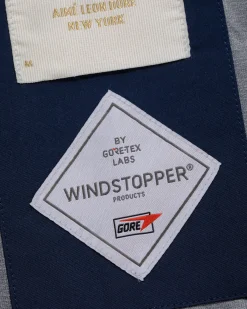 AIMÉ LEON DORE
NEW YORK
M
BY
GORE-TEX
LABS
WINDSTOPPER®
PRODUCTS
GORE